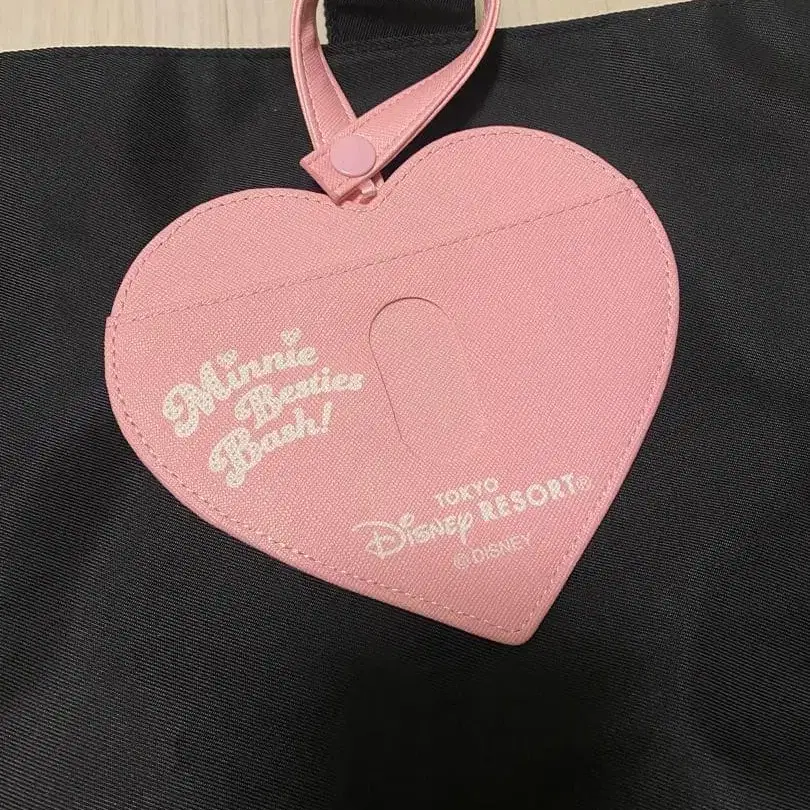 Minnie
Besties
Bash!
TOKYO
Disney RESORT®
©DISNEY